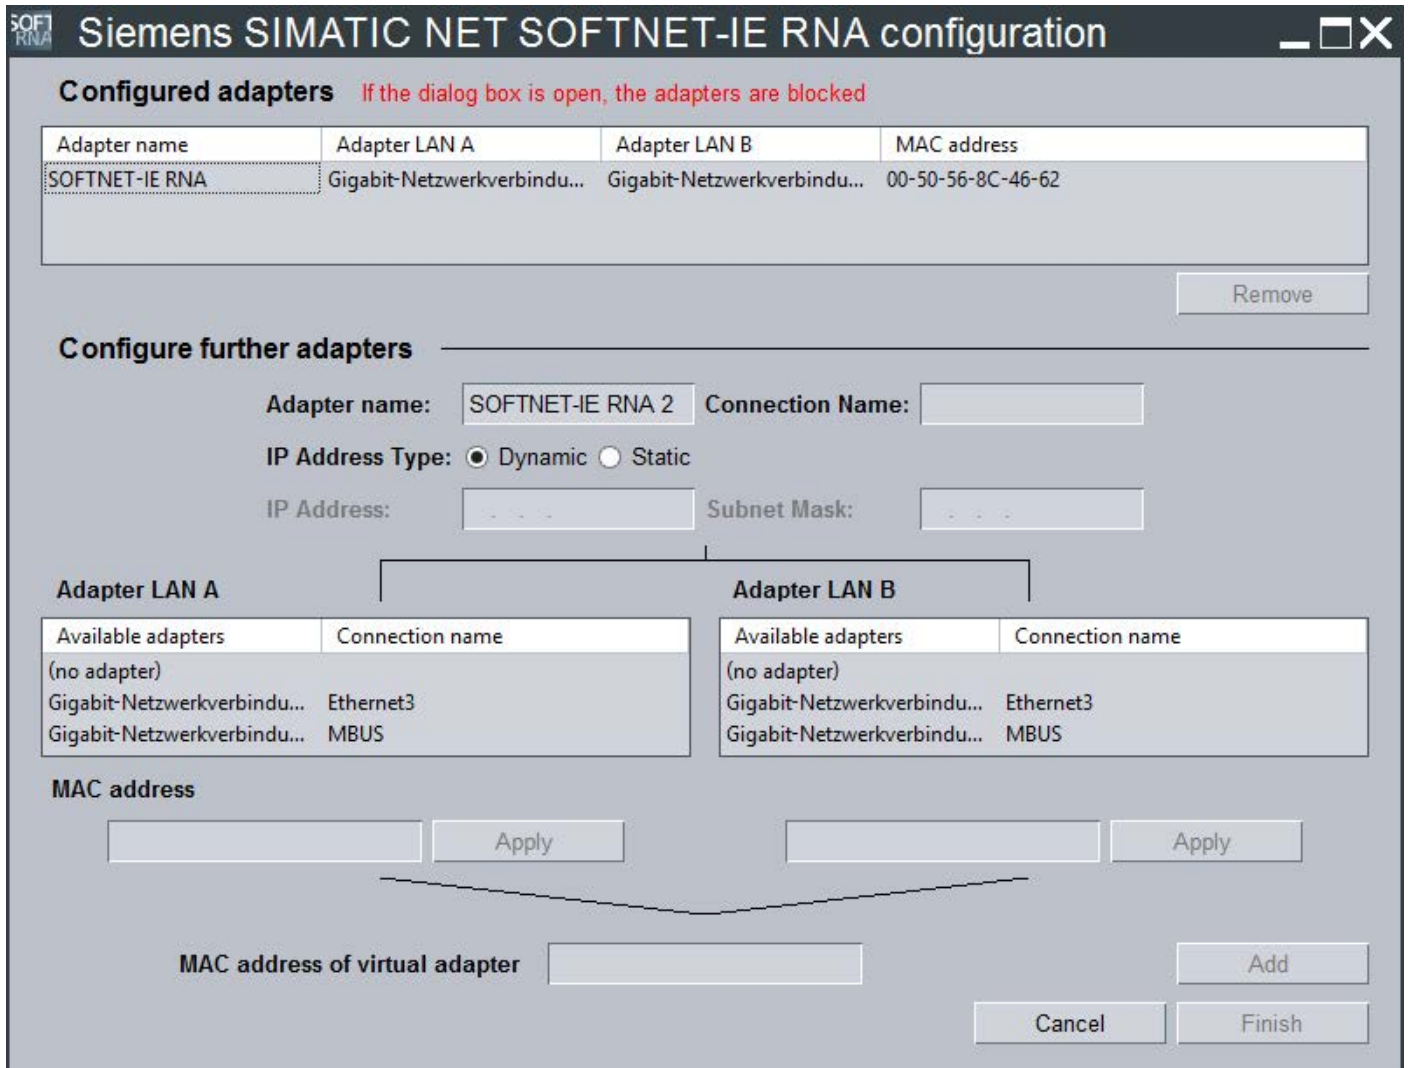 SOFT RNA Siemens SIMATIC NET SOFTNET-IE RNA configuration
Configured adapters If the dialog box is open, the adapters are blocked
Adapter name Adapter LAN A Adapter LAN B MAC address
SOFTNET-IE RNA Gigabit-Netzwerkverbindu... Gigabit-Netzwerkverbindu... 00-50-56-8C-46-62
Remove
Configure further adapters
Adapter name: SOFTNET-IE RNA 2 Connection Name:
IP Address Type: Dynamic Static
IP Address: . . . Subnet Mask: . . .
Adapter LAN A Adapter LAN B
Available adapters Connection name Available adapters Connection name
(no adapter) (no adapter)
Gigabit-Netzwerkverbindu... Ethernet3 Gigabit-Netzwerkverbindu... Ethernet3
Gigabit-Netzwerkverbindu... MBUS Gigabit-Netzwerkverbindu... MBUS
MAC address
Apply Apply
MAC address of virtual adapter Add
Cancel Finish